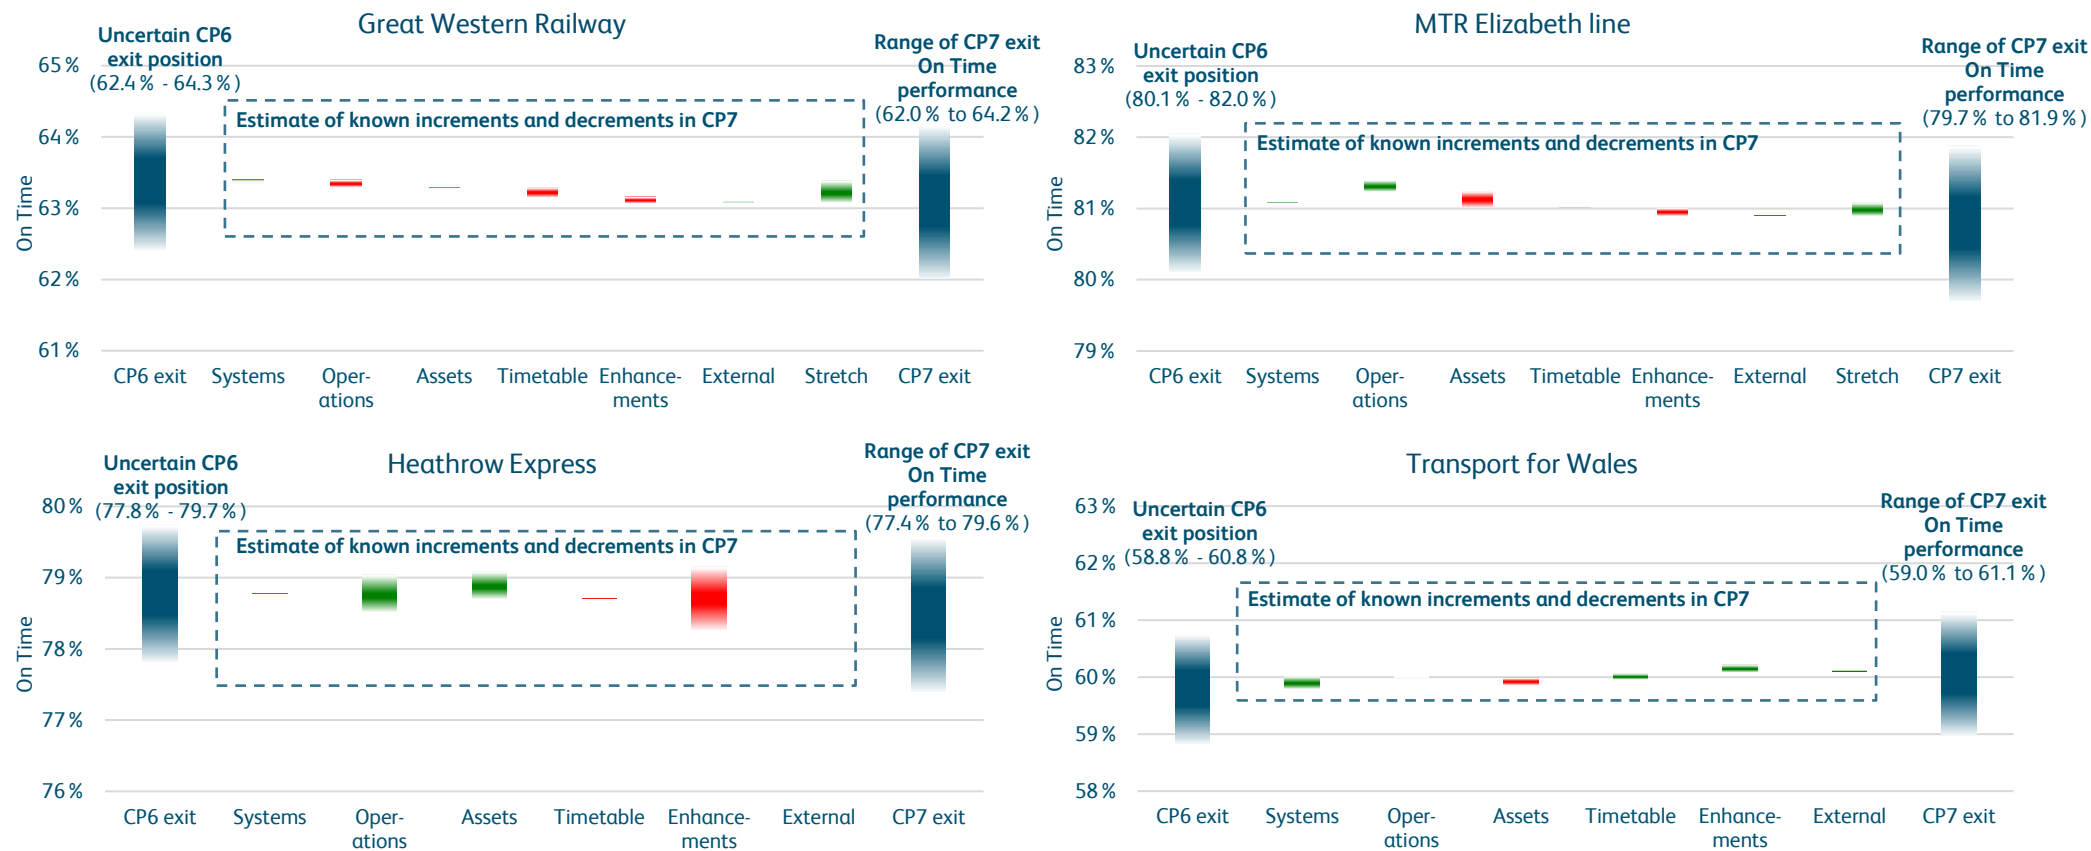 Great Western Railway
Uncertain CP6
exit position
(62.4% - 64.3%)
Range of CP7 exit
On Time
performance
(62.0% to 64.2%)
Estimate of known increments and decrements in CP7
On Time
65%
64%
63%
62%
61%
CP6 exit
Systems
Oper-
ations
Assets
Timetable
Enhance-
ments
External
Stretch
CP7 exit
MTR Elizabeth line
Uncertain CP6
exit position
(80.1% - 82.0%)
Range of CP7 exit
On Time
performance
(79.7% to 81.9%)
Estimate of known increments and decrements in CP7
On Time
83%
82%
81%
80%
79%
CP6 exit
Systems
Oper-
ations
Assets
Timetable
Enhance-
ments
External
Stretch
CP7 exit
Heathrow Express
Uncertain CP6
exit position
(77.8% - 79.7%)
Range of CP7 exit
On Time
performance
(77.4% to 79.6%)
Estimate of known increments and decrements in CP7
On Time
80%
79%
78%
77%
76%
CP6 exit
Systems
Oper-
ations
Assets
Timetable
Enhance-
ments
External
CP7 exit
Transport for Wales
Uncertain CP6
exit position
(58.8% - 60.8%)
Range of CP7 exit
On Time
performance
(59.0% to 61.1%)
Estimate of known increments and decrements in CP7
On Time
63%
62%
61%
60%
59%
58%
CP6 exit
Systems
Oper-
ations
Assets
Timetable
Enhance-
ments
External
CP7 exit